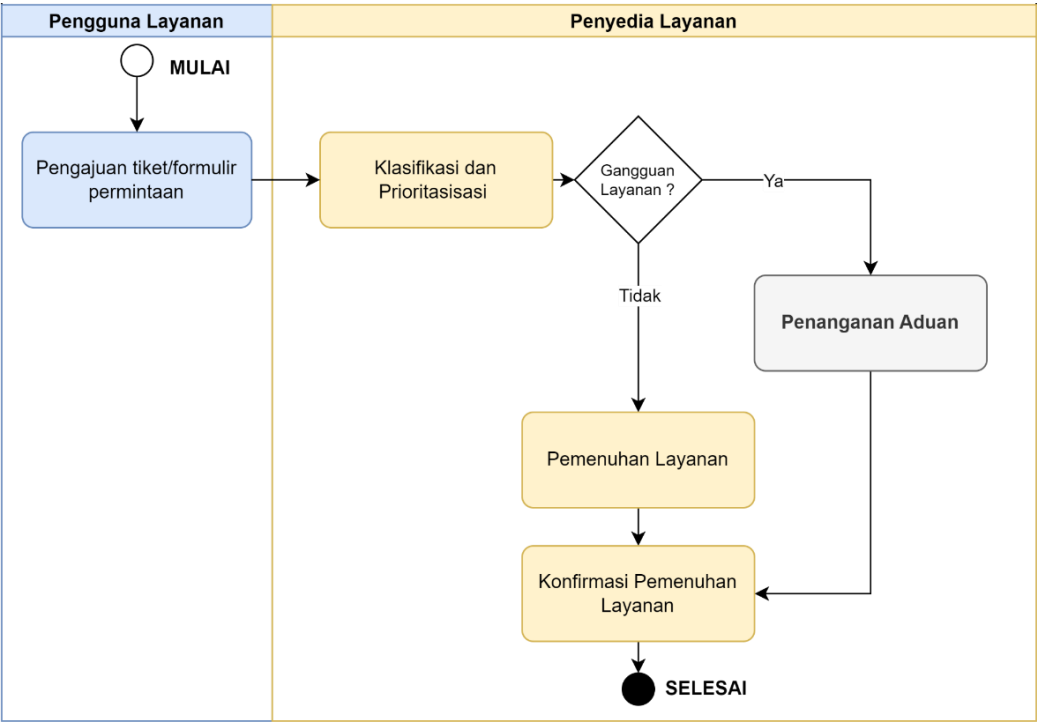 Pengguna Layanan
Penyedia Layanan
MULAI
Pengajuan tiket/formulir
permintaan
Klasifikasi dan
Prioritasisasi
Gangguan
Layanan ?
Ya
Tidak
Penanganan Aduan
Pemenuhan Layanan
Konfirmasi Pemenuhan
Layanan
SELESAI